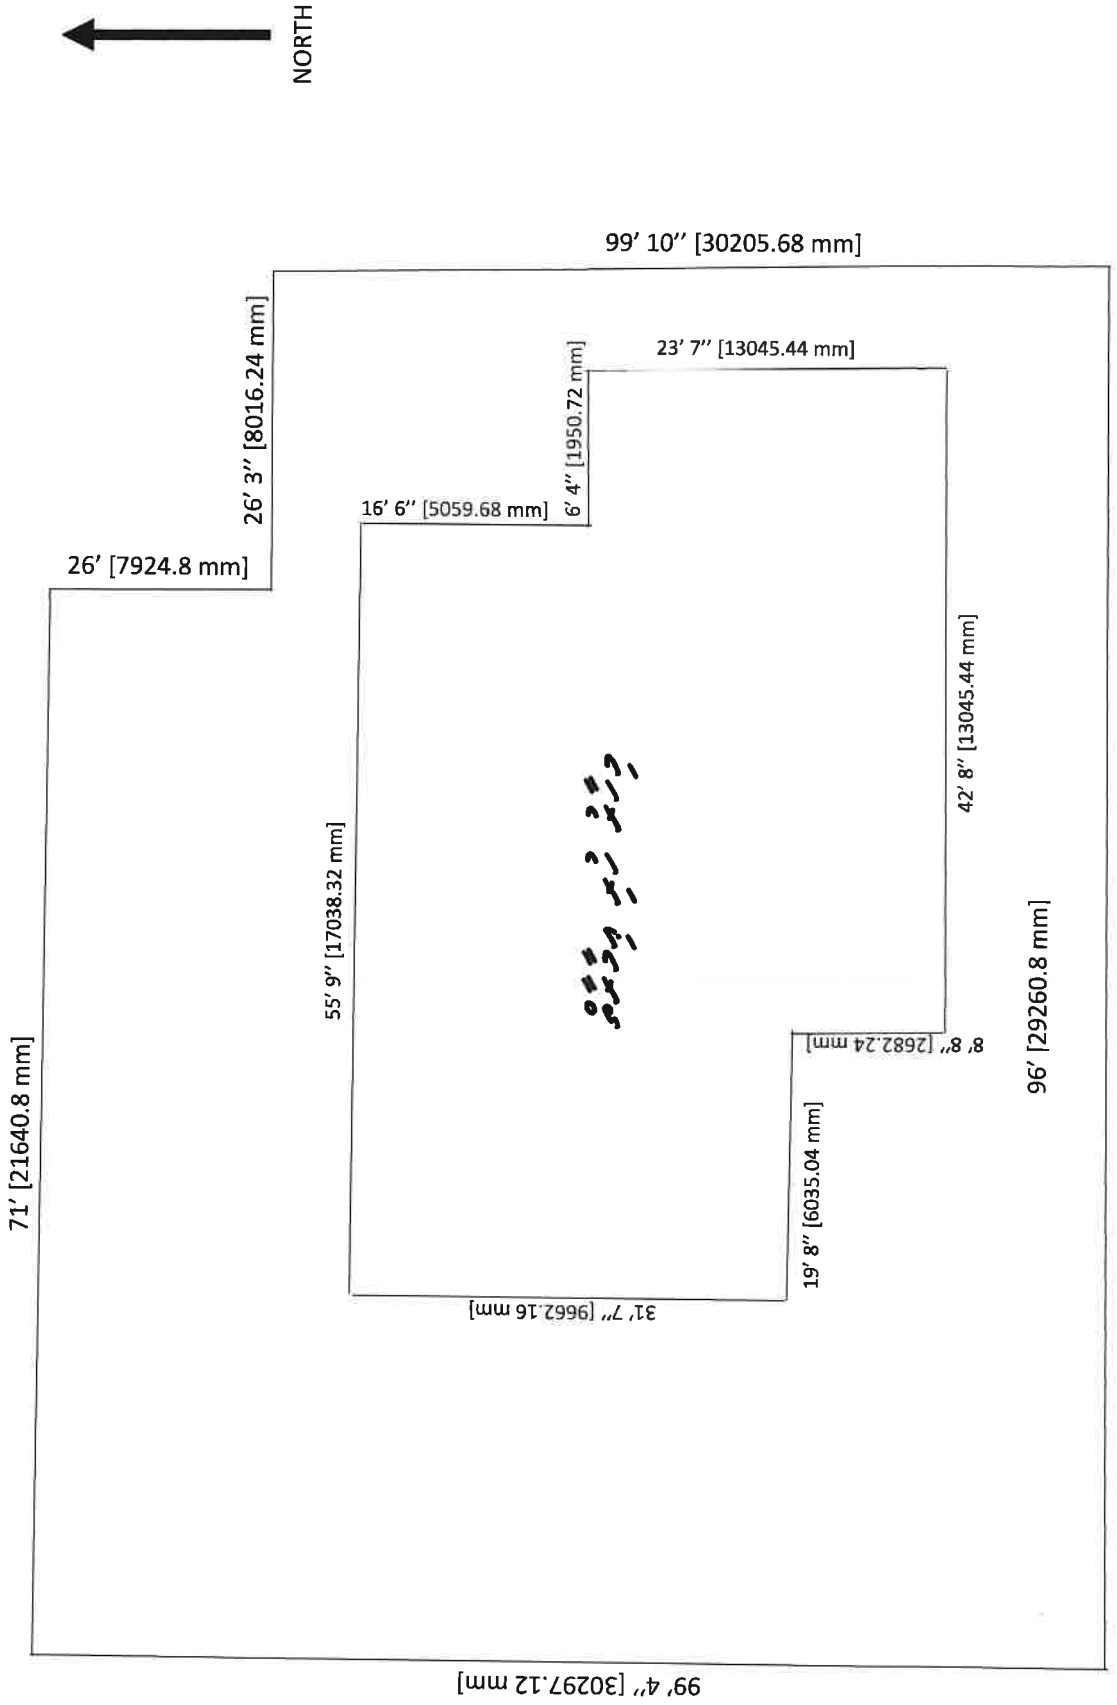 NORTH
71′ [21640.8 mm]
26′ [7924.8 mm]
26′ 3″ [8016.24 mm]
99′ 10″ [30205.68 mm]
55′ 9″ [17038.32 mm]
16′ 6″ [5059.68 mm]
6′ 4″ [1950.72 mm]
23′ 7″ [13045.44 mm]
42′ 8″ [13045.44 mm]
8′ 8″ [2682.24 mm]
19′ 8″ [6035.04 mm]
31′ 7″ [9662.16 mm]
96′ [29260.8 mm]
99′ 4″ [30297.12 mm]